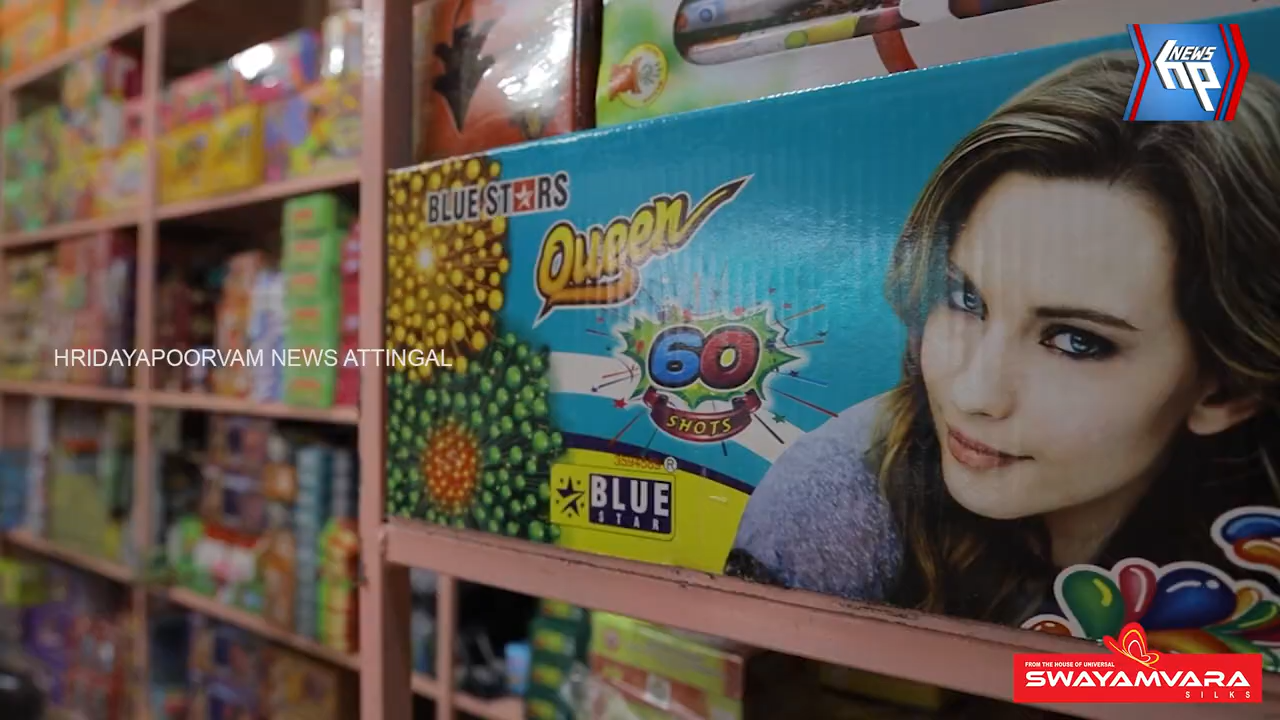 NEWS
hp
BLUE STARS
Queen
60
SHOTS
HRIDAYAPOORVAM NEWS ATTINGAL
3594503 ®
BLUE
STAR
FROM THE HOUSE OF UNIVERSAL
SWAYAMVARA
SILKS